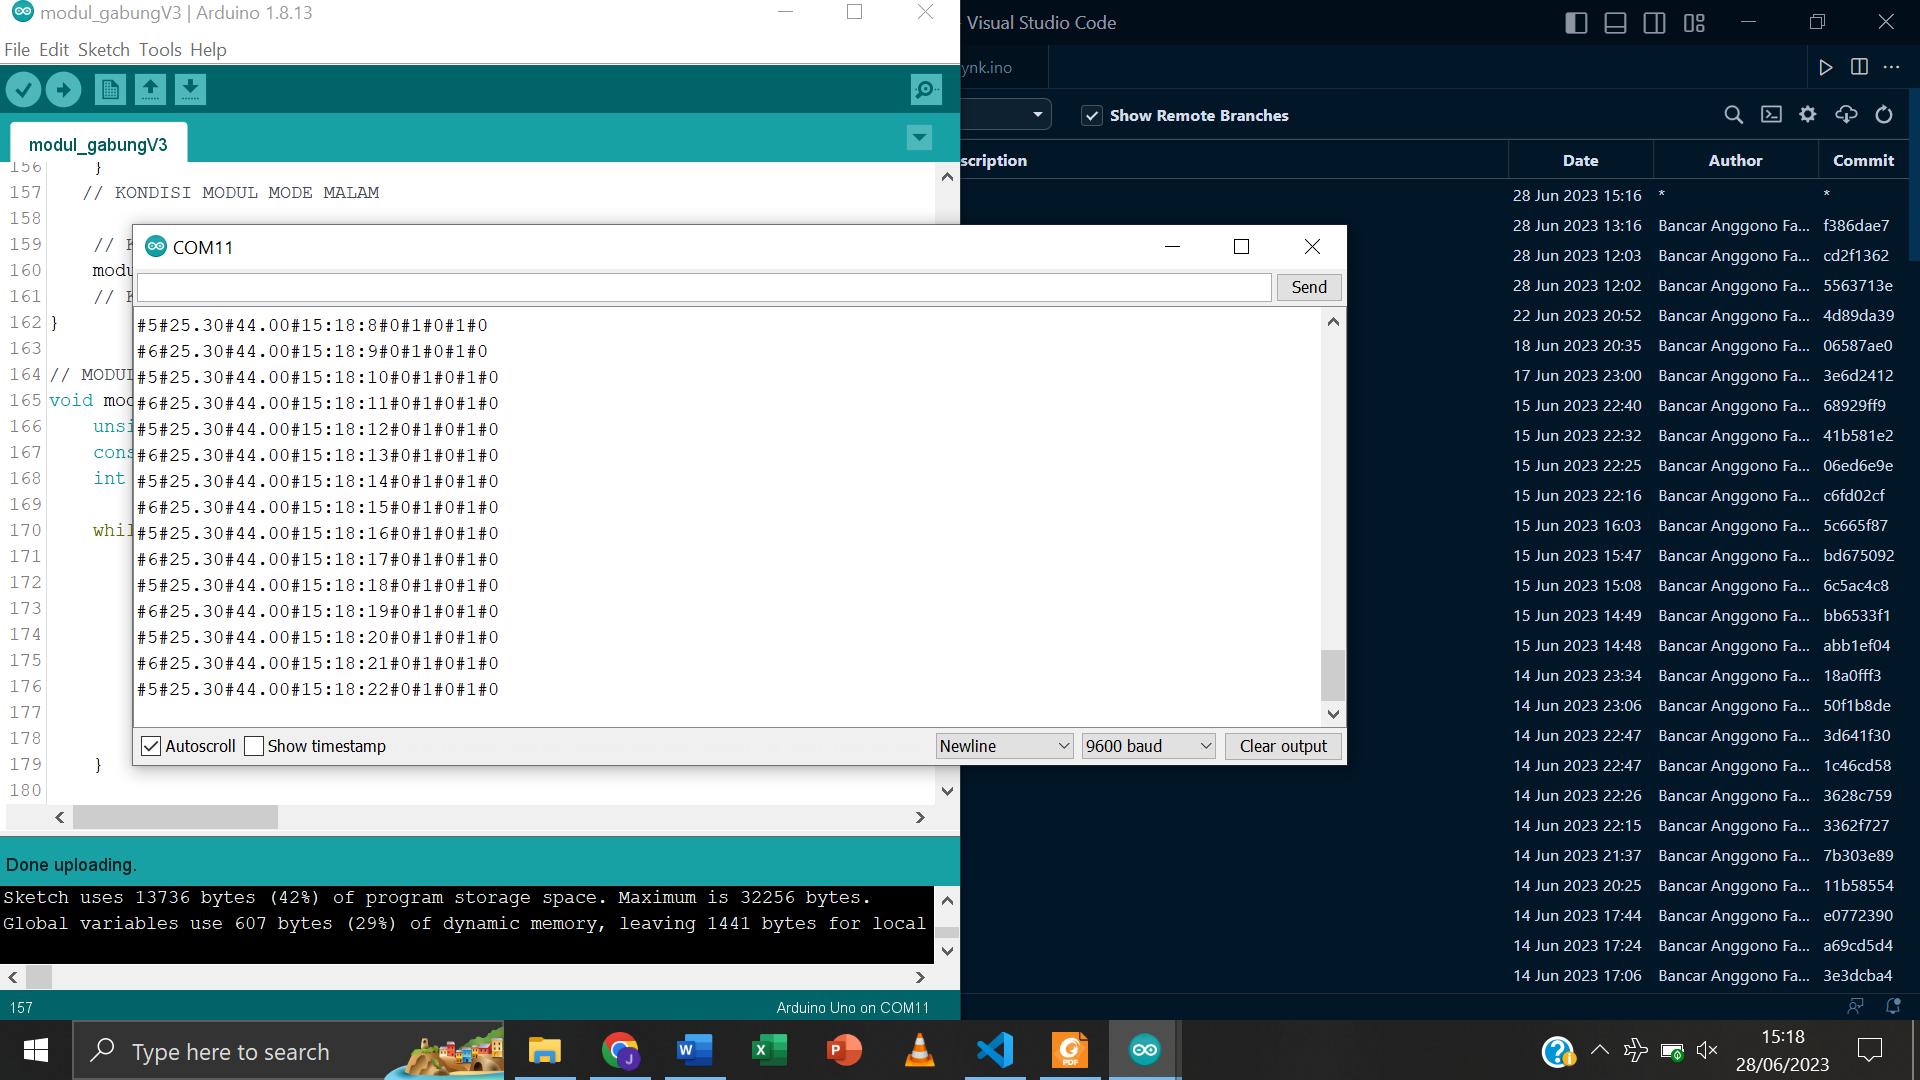 modul_gabungV3 | Arduino 1.8.13
File Edit Sketch Tools Help
modul_gabungV3
156 }
157 // KONDISI MODUL MODE MALAM
158
159 //
160
161 //
162 }
163
164 // MODUL
165 void
166
167
168 int
169
170
171
172
173
174
175
176
177
178
179 }
180
COM11
Send
#5#25.30#44.00#15:18:8#0#1#0#1#0
#6#25.30#44.00#15:18:9#0#1#0#1#0
#5#25.30#44.00#15:18:10#0#1#0#1#0
#6#25.30#44.00#15:18:11#0#1#0#1#0
#5#25.30#44.00#15:18:12#0#1#0#1#0
#6#25.30#44.00#15:18:13#0#1#0#1#0
#5#25.30#44.00#15:18:14#0#1#0#1#0
#6#25.30#44.00#15:18:15#0#1#0#1#0
#5#25.30#44.00#15:18:16#0#1#0#1#0
#6#25.30#44.00#15:18:17#0#1#0#1#0
#5#25.30#44.00#15:18:18#0#1#0#1#0
#6#25.30#44.00#15:18:19#0#1#0#1#0
#5#25.30#44.00#15:18:20#0#1#0#1#0
#6#25.30#44.00#15:18:21#0#1#0#1#0
#5#25.30#44.00#15:18:22#0#1#0#1#0
Autoscroll Show timestamp Newline 9600 baud Clear output
Done uploading.
Sketch uses 13736 bytes (42%) of program storage space. Maximum is 32256 bytes.
Global variables use 607 bytes (29%) of dynamic memory, leaving 1441 bytes for local
157 Arduino Uno on COM11
Visual Studio Code
ynk.ino
Show Remote Branches
scription Date Author Commit
28 Jun 2023 15:16 * *
28 Jun 2023 13:16 Bancar Anggono Fa... f386dae7
28 Jun 2023 12:03 Bancar Anggono Fa... cd2f1362
28 Jun 2023 12:02 Bancar Anggono Fa... 5563713e
22 Jun 2023 20:52 Bancar Anggono Fa... 4d89da39
18 Jun 2023 20:35 Bancar Anggono Fa... 06587ae0
17 Jun 2023 23:00 Bancar Anggono Fa... 3e6d2412
15 Jun 2023 22:40 Bancar Anggono Fa... 68929ff9
15 Jun 2023 22:32 Bancar Anggono Fa... 41b581e2
15 Jun 2023 22:25 Bancar Anggono Fa... 06ed6e9e
15 Jun 2023 22:16 Bancar Anggono Fa... c6fd02cf
15 Jun 2023 16:03 Bancar Anggono Fa... 5c665f87
15 Jun 2023 15:47 Bancar Anggono Fa... bd675092
15 Jun 2023 15:08 Bancar Anggono Fa... 6c5ac4c8
15 Jun 2023 14:49 Bancar Anggono Fa... bb6533f1
15 Jun 2023 14:48 Bancar Anggono Fa... abb1ef04
14 Jun 2023 23:34 Bancar Anggono Fa... 18a0fff3
14 Jun 2023 23:06 Bancar Anggono Fa... 50f1b8de
14 Jun 2023 22:47 Bancar Anggono Fa... 3d641f30
14 Jun 2023 22:47 Bancar Anggono Fa... 1c46cd58
14 Jun 2023 22:26 Bancar Anggono Fa... 3628c759
14 Jun 2023 22:15 Bancar Anggono Fa... 3362f727
14 Jun 2023 21:37 Bancar Anggono Fa... 7b303e89
14 Jun 2023 20:25 Bancar Anggono Fa... 11b58554
14 Jun 2023 17:44 Bancar Anggono Fa... e0772390
14 Jun 2023 17:24 Bancar Anggono Fa... a69cd5d4
14 Jun 2023 17:06 Bancar Anggono Fa... 3e3dcba4
Type here to search
15:18
28/06/2023